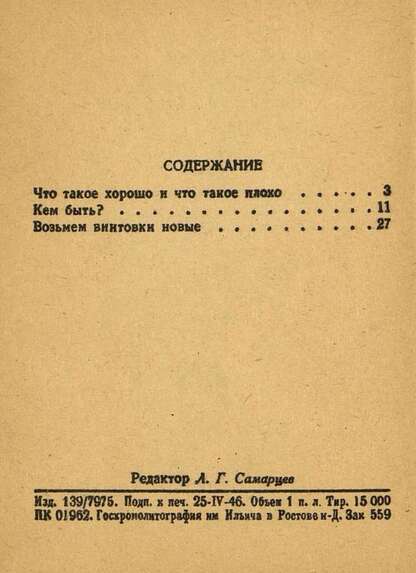 СОДЕРЖАНИЕ
Что такое хорошо и что такое плохо . . . . . 3
Кем быть? . . . . . . . . . . . . . . . 11
Возьмем винтовки новые . . . . . . . . . 27
Редактор Л. Г. Самарцев
Изд. 139/7975. Подп. к печ. 25-IV-46. Объем 1 п. л. Тир. 15 000
ПК 01962. Госхромолитография им Ильича в Ростове н-Д. Зак 559